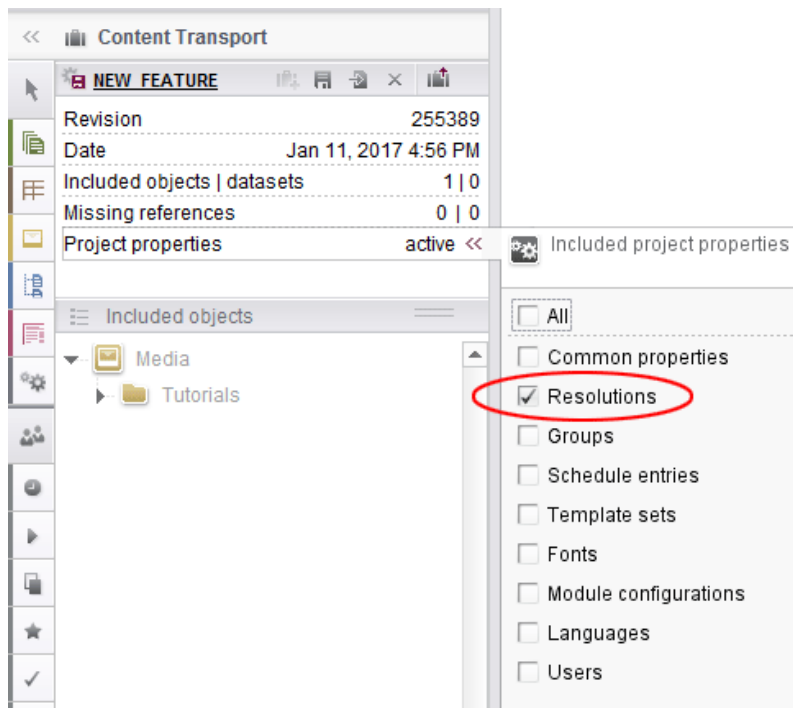 Content Transport
NEW_FEATURE
Revision 255389
Date Jan 11, 2017 4:56 PM
Included objects | datasets 1 | 0
Missing references 0 | 0
Project properties active
Included project properties
Included objects
Media
Tutorials
All
Common properties
Resolutions
Groups
Schedule entries
Template sets
Fonts
Module configurations
Languages
Users